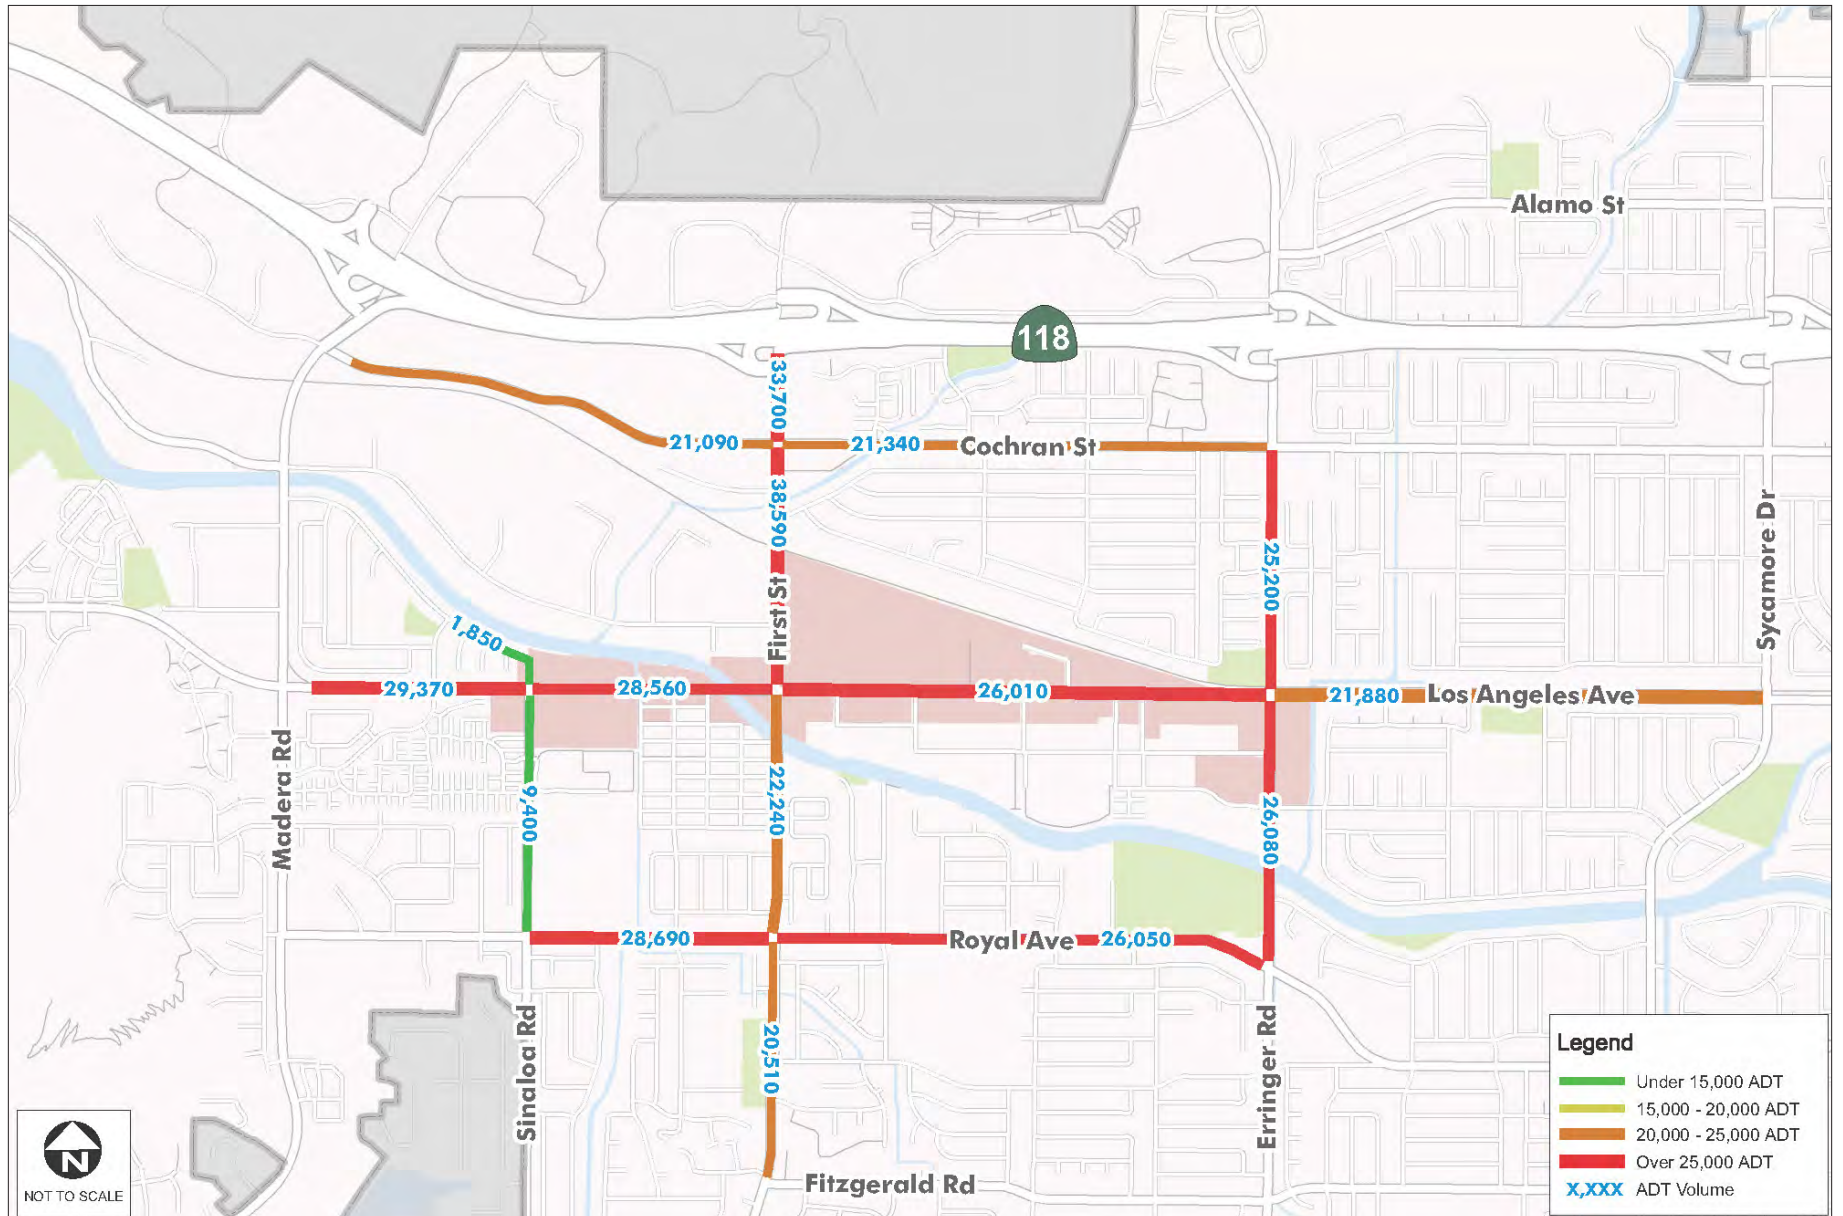 Alamo St
118
33,700
21,090
21,340
Cochran St
38,590
25,200
Sycamore Dr
First St
1,850
29,370
28,560
26,010
21,880
Los Angeles Ave
Madera Rd
9,400
22,240
26,080
28,690
Royal Ave
26,050
Sinaloa Rd
20,510
Erringer Rd
Fitzgerald Rd
N
NOT TO SCALE
Legend
Under 15,000 ADT
15,000 - 20,000 ADT
20,000 - 25,000 ADT
Over 25,000 ADT
X,XXX ADT Volume